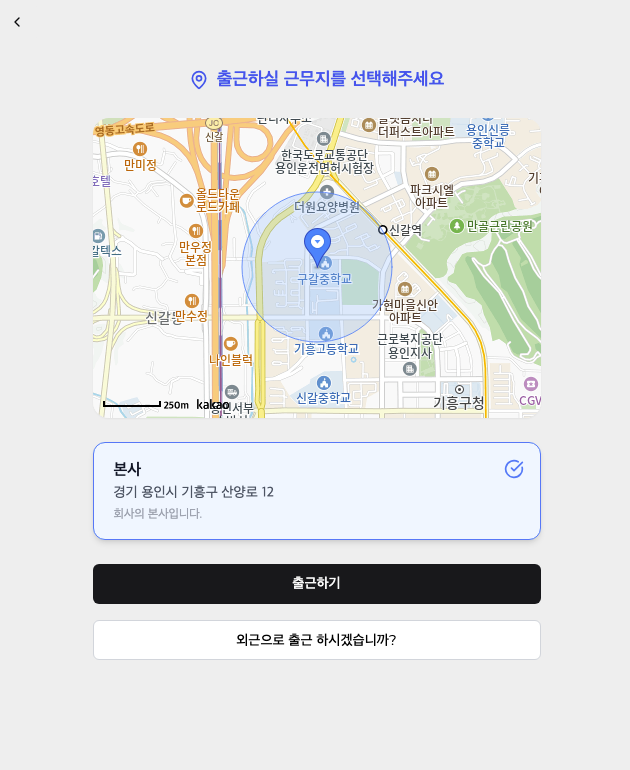 출근하실 근무지를 선택해주세요
영동고속도로
JC
신갈
더퍼스트아파트
용인신릉
중학교
만미정
한국도로교통공단
용인운전면허시험장
호텔
올드타운
로드카페
더원요양병원
파크시엘
아파트
신갈역
만골근린공원
만우정
본점
칼텍스
구갈중학교
가현마을신안
아파트
만수정
나인블럭
기흥고등학교
근로복지공단
용인지사
신갈중학교
기흥구청
CGV
250m
kakao
본사
경기 용인시 기흥구 산양로 12
회사의 본사입니다.
출근하기
외근으로 출근 하시겠습니까?